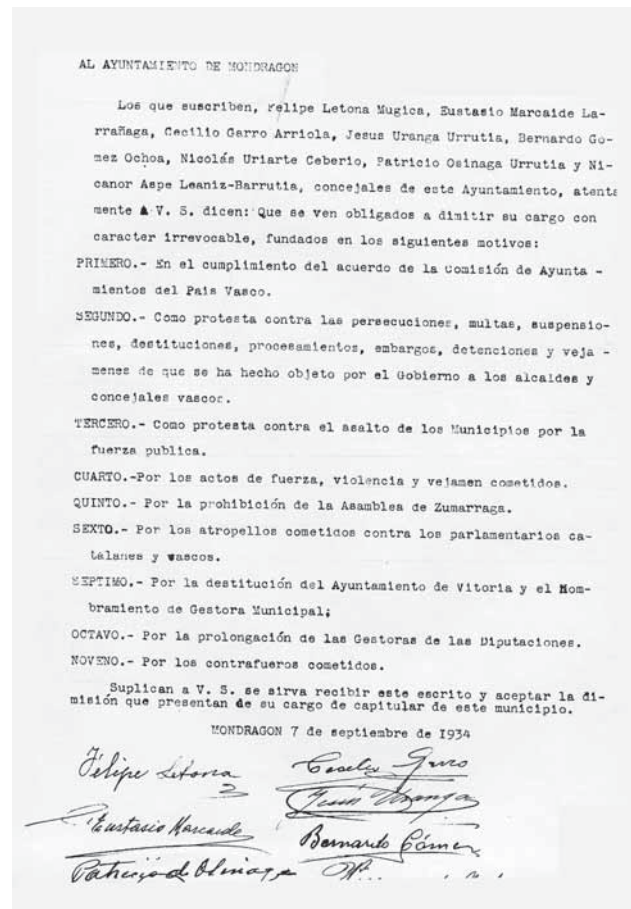 AL AYUNTAMIENTO DE MONDRAGON
Los que suscriben, Felipe Letona Mugica, Eustasio Marcaide La-
rrañaga, Cecilio Garro Arriola, Jesus Uranga Urrutia, Bernardo Go-
mez Ochoa, Nicolás Uriarte Ceberio, Patricio Osinaga Urrutia y Ni-
canor Aspe Leaniz-Barrutia, concejales de este Ayuntamiento, atenta
mente A V. S. dicen: Que se ven obligados a dimitir su cargo con
caracter irrevocable, fundados en los siguientes motivos:
PRIMERO.- En el cumplimiento del acuerdo de la Comisión de Ayunta -
mientos del Pais Vasco.
SEGUNDO.- Como protesta contra las persecuciones, multas, suspensio-
nes, destituciones, procesamientos, embargos, detenciones y veja -
menes de que se ha hecho objeto por el Gobierno a los alcaldes y
concejales vascor.
TERCERO.- Como protesta contra el asalto de los Municipios por la
fuerza publica.
CUARTO.-Por los actos de fuerza, violencia y vejamen cometidos.
QUINTO.- Por la prohibición de la Asamblea de Zumarraga.
SEXTO.- Por los atropellos cometidos contra los parlamentarios ca-
talanes y vascos.
SEPTIMO.- Por la destitución del Ayuntamiento de Vitoria y el Nom-
bramiento de Gestora Municipal;
OCTAVO.- Por la prolongación de las Gestoras de las Diputaciones.
NOVENO.- Por los contrafueros cometidos.
Suplican a V. S. se sirva recibir este escrito y aceptar la di-
misión que presentan de su cargo de capitular de este municipio.
MONDRAGON 7 de septiembre de 1934
Felipe Letona Cecilio Garro
Jesús Uranga
Eustasio Marcaide Bernardo Gómez
Patricio de Osinaga